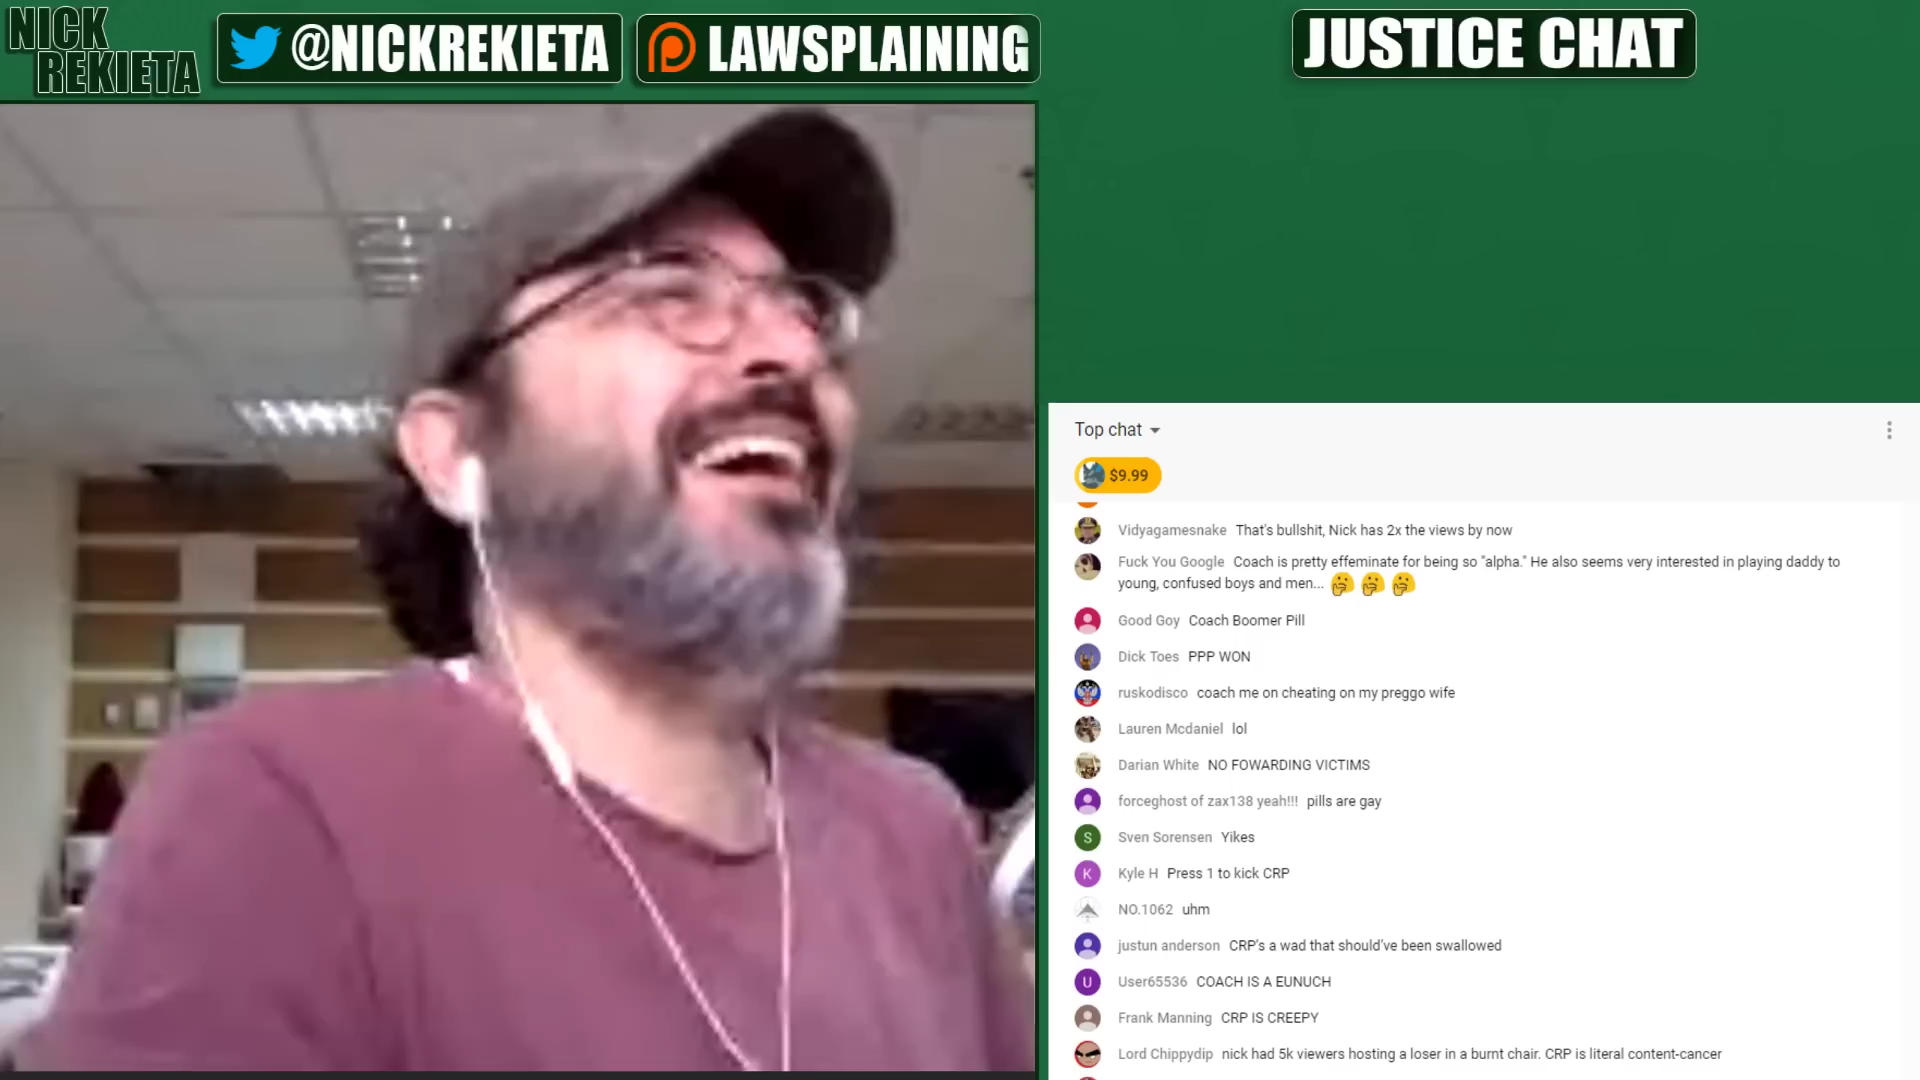 NICK
REKIETA
@NICKREKIETA
LAWSPLAINING
JUSTICE CHAT
Top chat
$9.99
Vidyagamesnake That's bullshit, Nick has 2x the views by now
Fuck You Google Coach is pretty effeminate for being so "alpha." He also seems very interested in playing daddy to
young, confused boys and men... 🤔 🤔 🤔
Good Goy Coach Boomer Pill
Dick Toes PPP WON
ruskodisco coach me on cheating on my preggo wife
Lauren Mcdaniel lol
Darian White NO FOWARDING VICTIMS
forceghost of zax138 yeah!!! pills are gay
S Sven Sorensen Yikes
K Kyle H Press 1 to kick CRP
NO.1062 uhm
justun anderson CRP's a wad that should've been swallowed
U User65536 COACH IS A EUNUCH
Frank Manning CRP IS CREEPY
Lord Chippydip nick had 5k viewers hosting a loser in a burnt chair. CRP is literal content-cancer